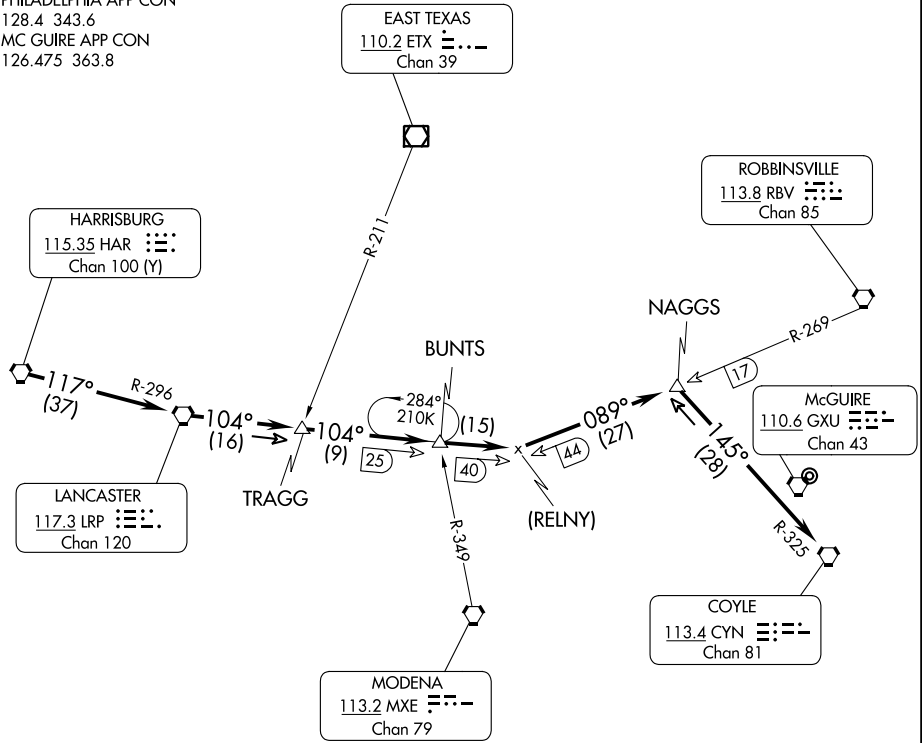 PHILADELPHIA APP CON
128.4 343.6
MC GUIRE APP CON
126.475 363.8
EAST TEXAS
110.2 ETX
Chan 39
ROBBINSVILLE
113.8 RBV
Chan 85
HARRISBURG
115.35 HAR
Chan 100 (Y)
R-211
NAGGS
R-269
BUNTS
17
117°
(37)
R-296
284°
210K
(15)
089°
(27)
McGUIRE
110.6 GXU
Chan 43
104°
(16)
104°
(9)
25
40
44
145°
(28)
LANCASTER
117.3 LRP
Chan 120
TRAGG
(RELNY)
R-349
R-325
COYLE
113.4 CYN
Chan 81
MODENA
113.2 MXE
Chan 79